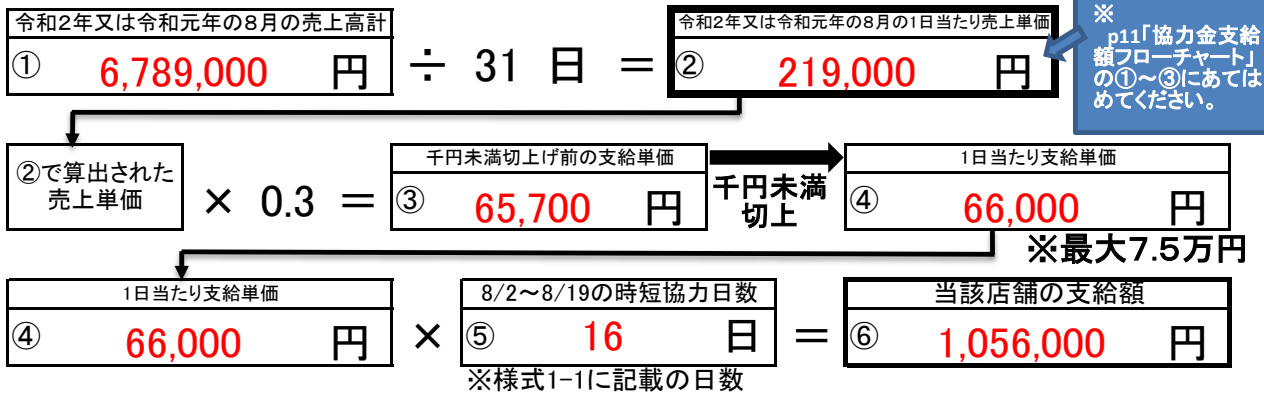 令和2年又は令和元年の8月の売上高計
① 6,789,000 円
÷ 31 日 =
令和2年又は令和元年の8月の1日当たり売上単価
② 219,000 円
※
p11「協力金支給
額フローチャート」
の①～③にあては
めてください。
②で算出された
売上単価
× 0.3 =
千円未満切上げ前の支給単価
③ 65,700 円
千円未満
切上
1日当たり支給単価
④ 66,000 円
※最大7.5万円
1日当たり支給単価
④ 66,000 円
×
8/2～8/19の時短協力日数
⑤ 16 日
※様式1-1に記載の日数
=
当該店舗の支給額
⑥ 1,056,000 円